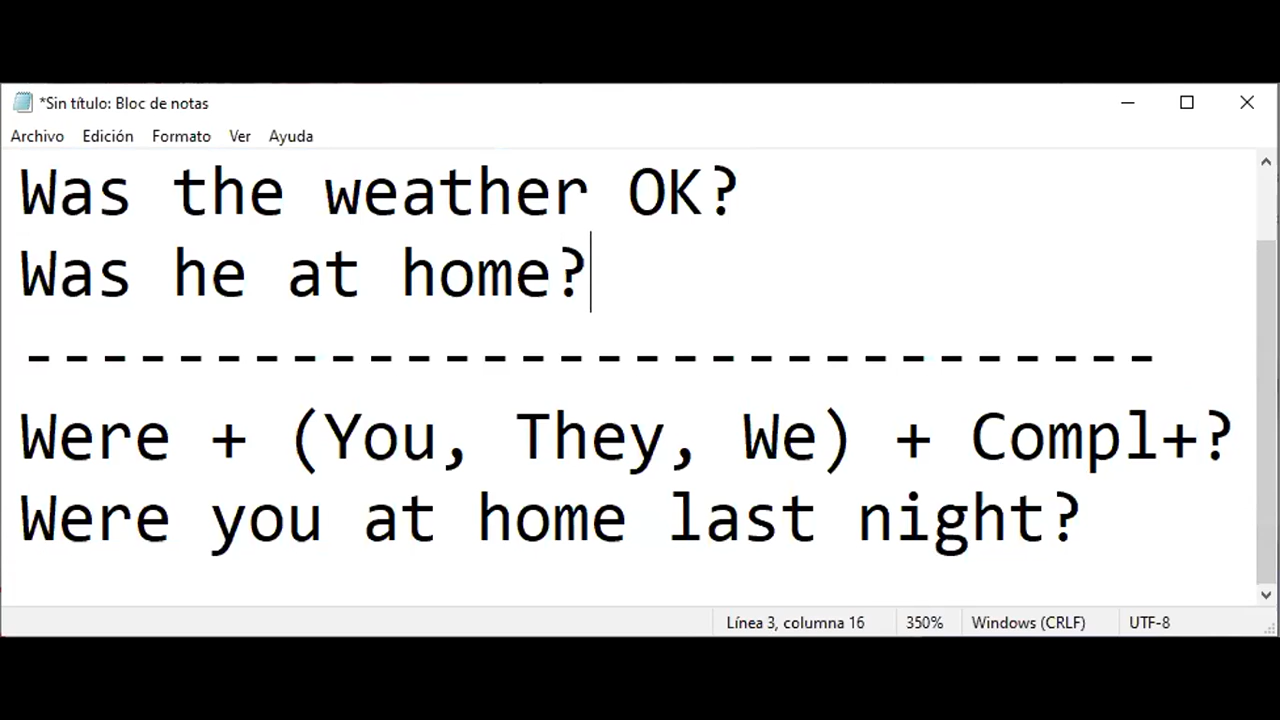 *Sin título: Bloc de notas
Archivo Edición Formato Ver Ayuda
Was the weather OK?
Was he at home?
------------------------------
Were + (You, They, We) + Compl+?
Were you at home last night?
Línea 3, columna 16 350% Windows (CRLF) UTF-8